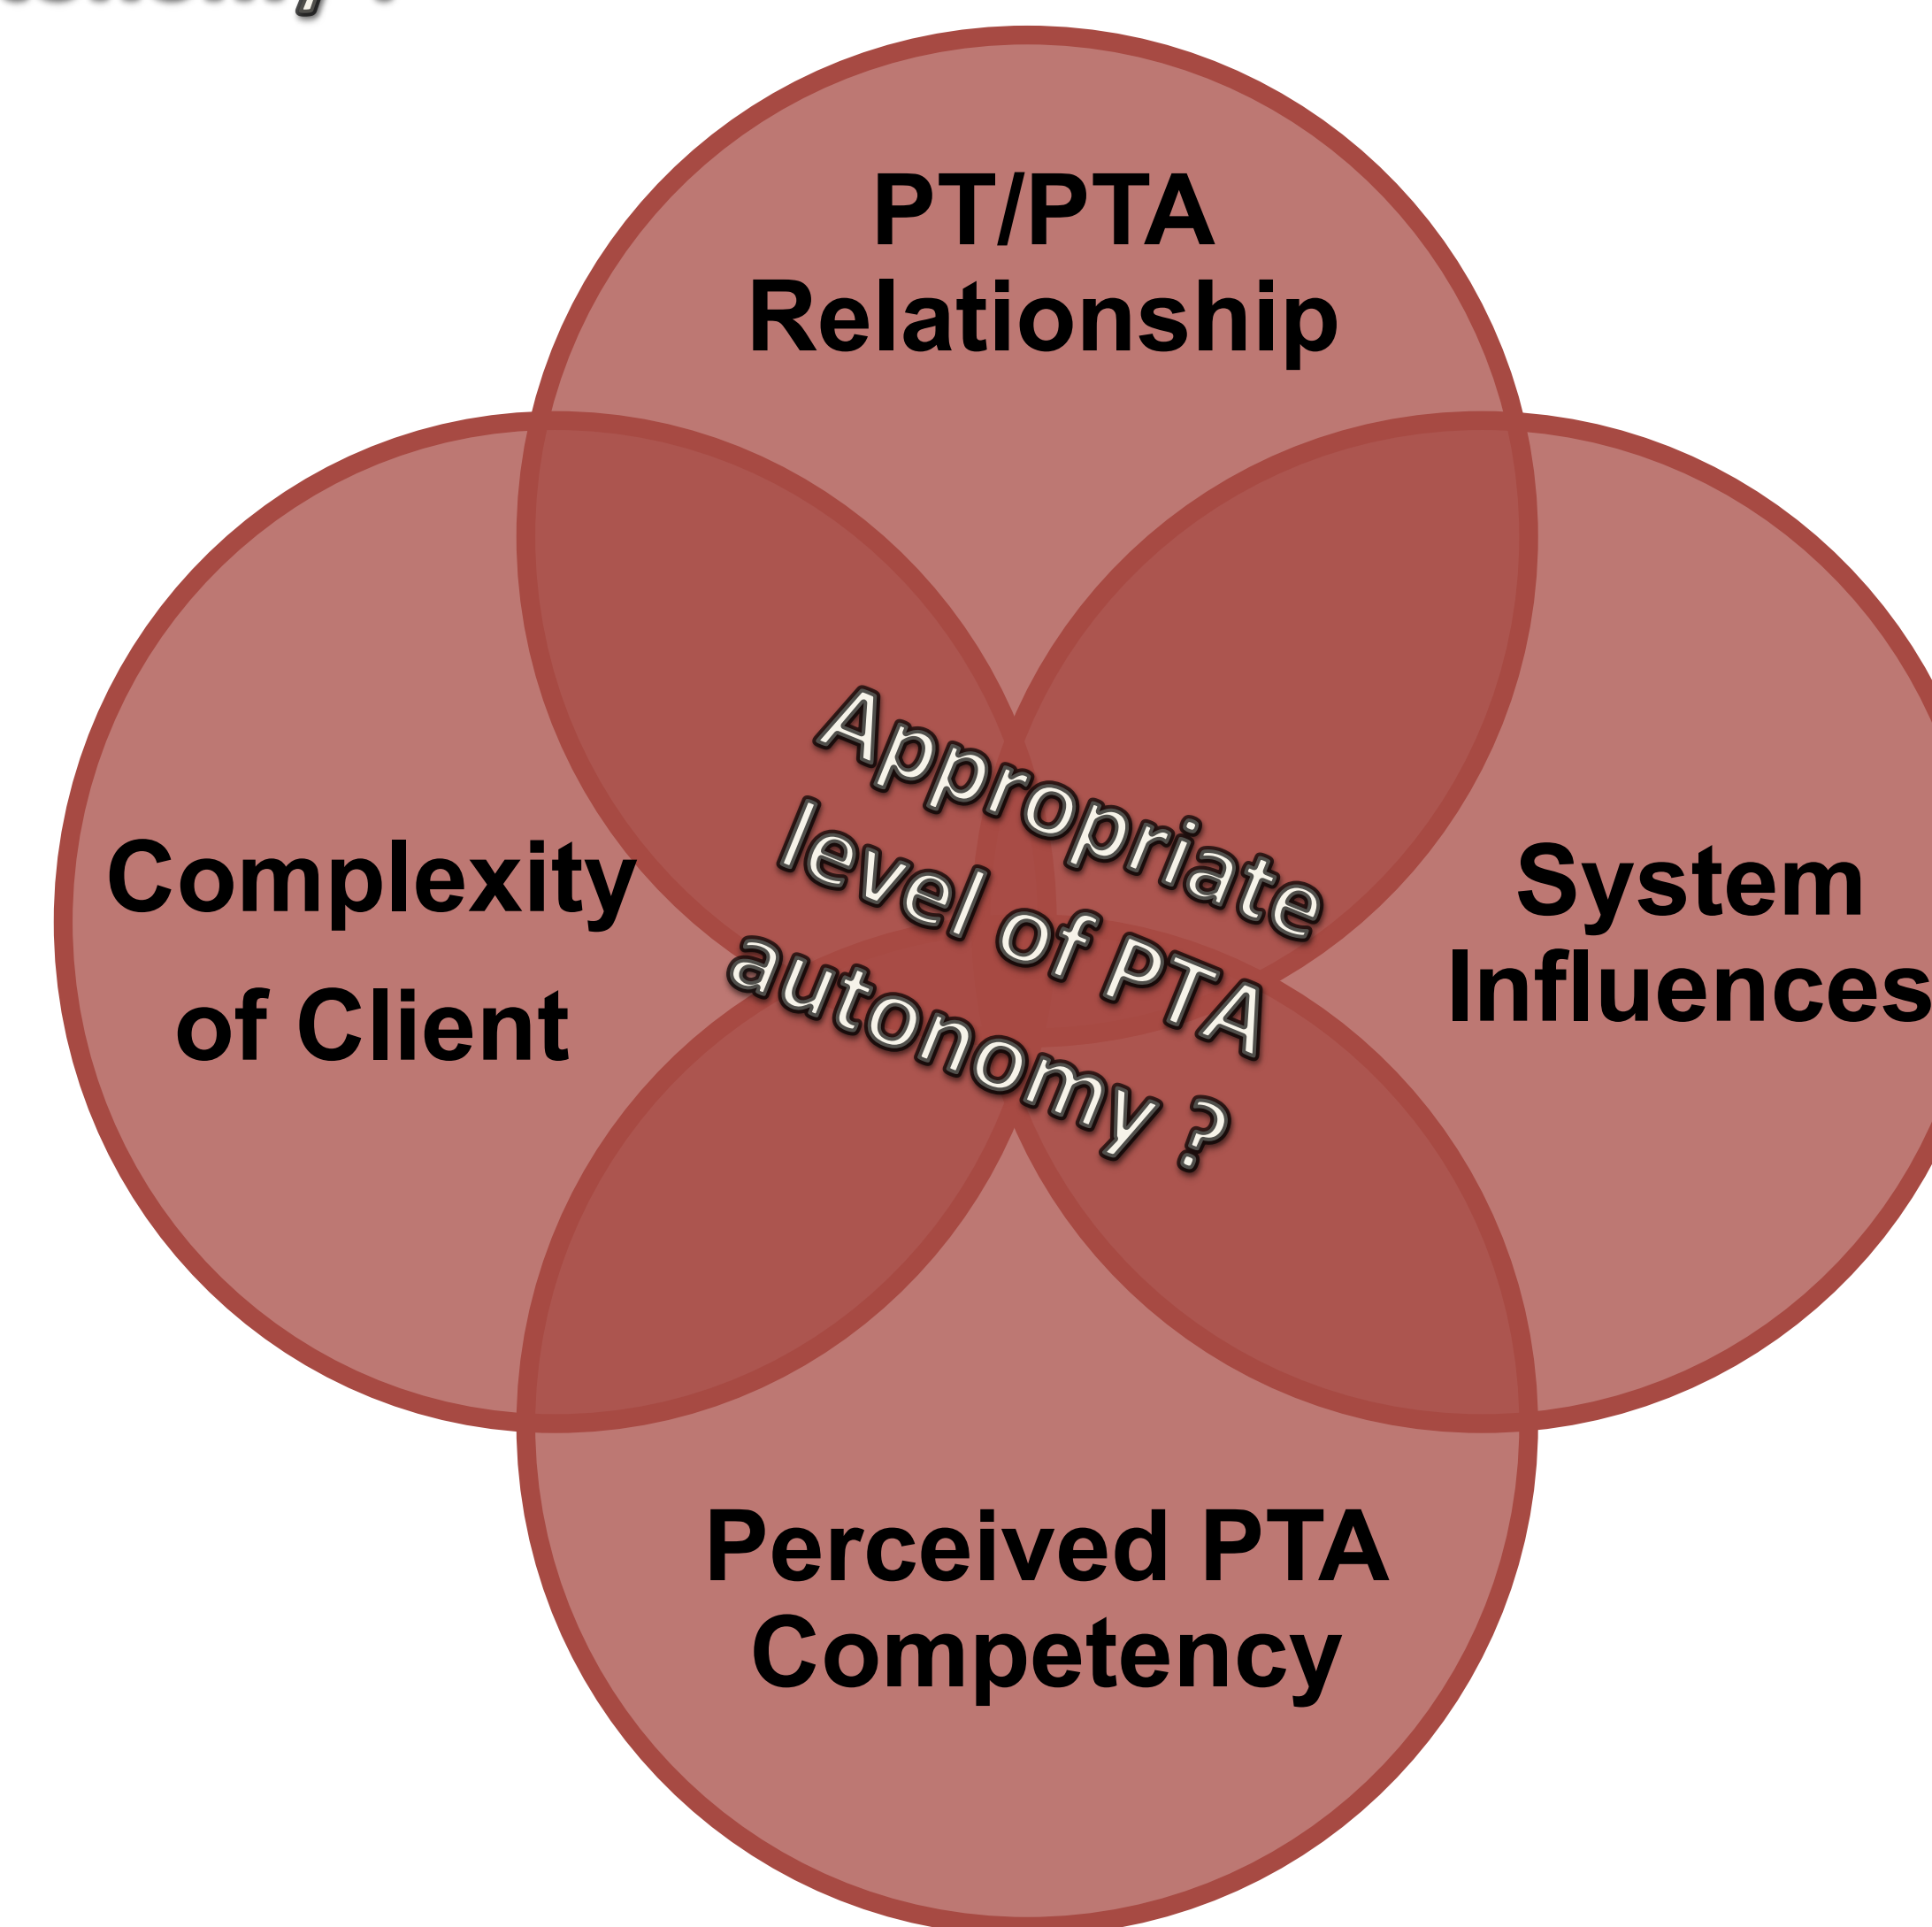 PT/PTA
Relationship
Appropriate
level of PTA
autonomy ?
Complexity
of Client
System
Influences
Perceived PTA
Competency